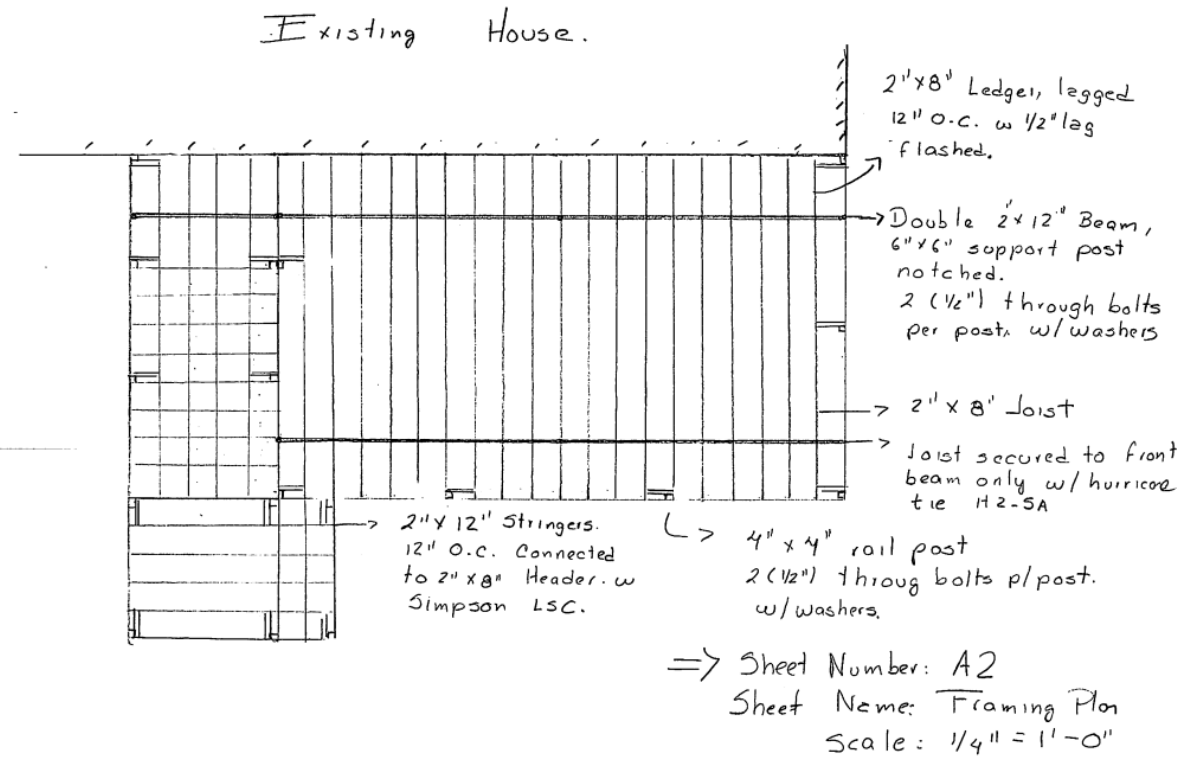 Existing House.
2"x8" Ledger, lagged
12" O.C. w 1/2" lag
flashed.
Double 2"x12" Beam,
6"x6" support post
notched.
2 (1/2") through bolts
per post. w/washers
2" x 8" Joist
Joist secured to front
beam only w/ hurricae
tie H2-5A
2"x12" Stringers.
12" O.C. Connected
to 2"x8" Header. w
Simpson LSC.
4" x 4" rail post
2 (1/2") throug bolts p/post.
w/washers.
=> Sheet Number: A2
Sheet Name: Framing Plan
Scale: 1/4" = 1'-0"